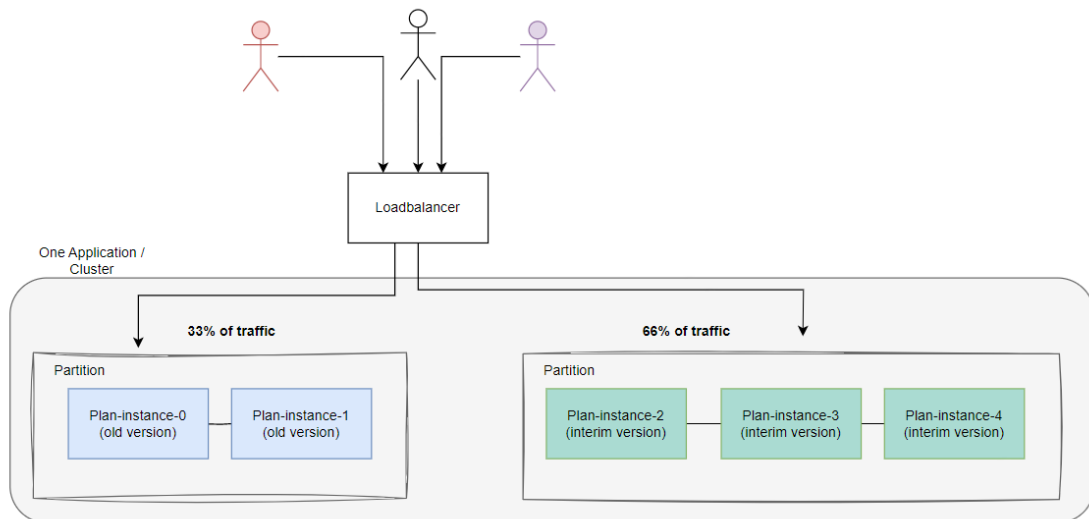 Loadbalancer
One Application /
Cluster
33% of traffic
66% of traffic
Partition
Plan-instance-0
(old version)
Plan-instance-1
(old version)
Partition
Plan-instance-2
(interim version)
Plan-instance-3
(interim version)
Plan-instance-4
(interim version)